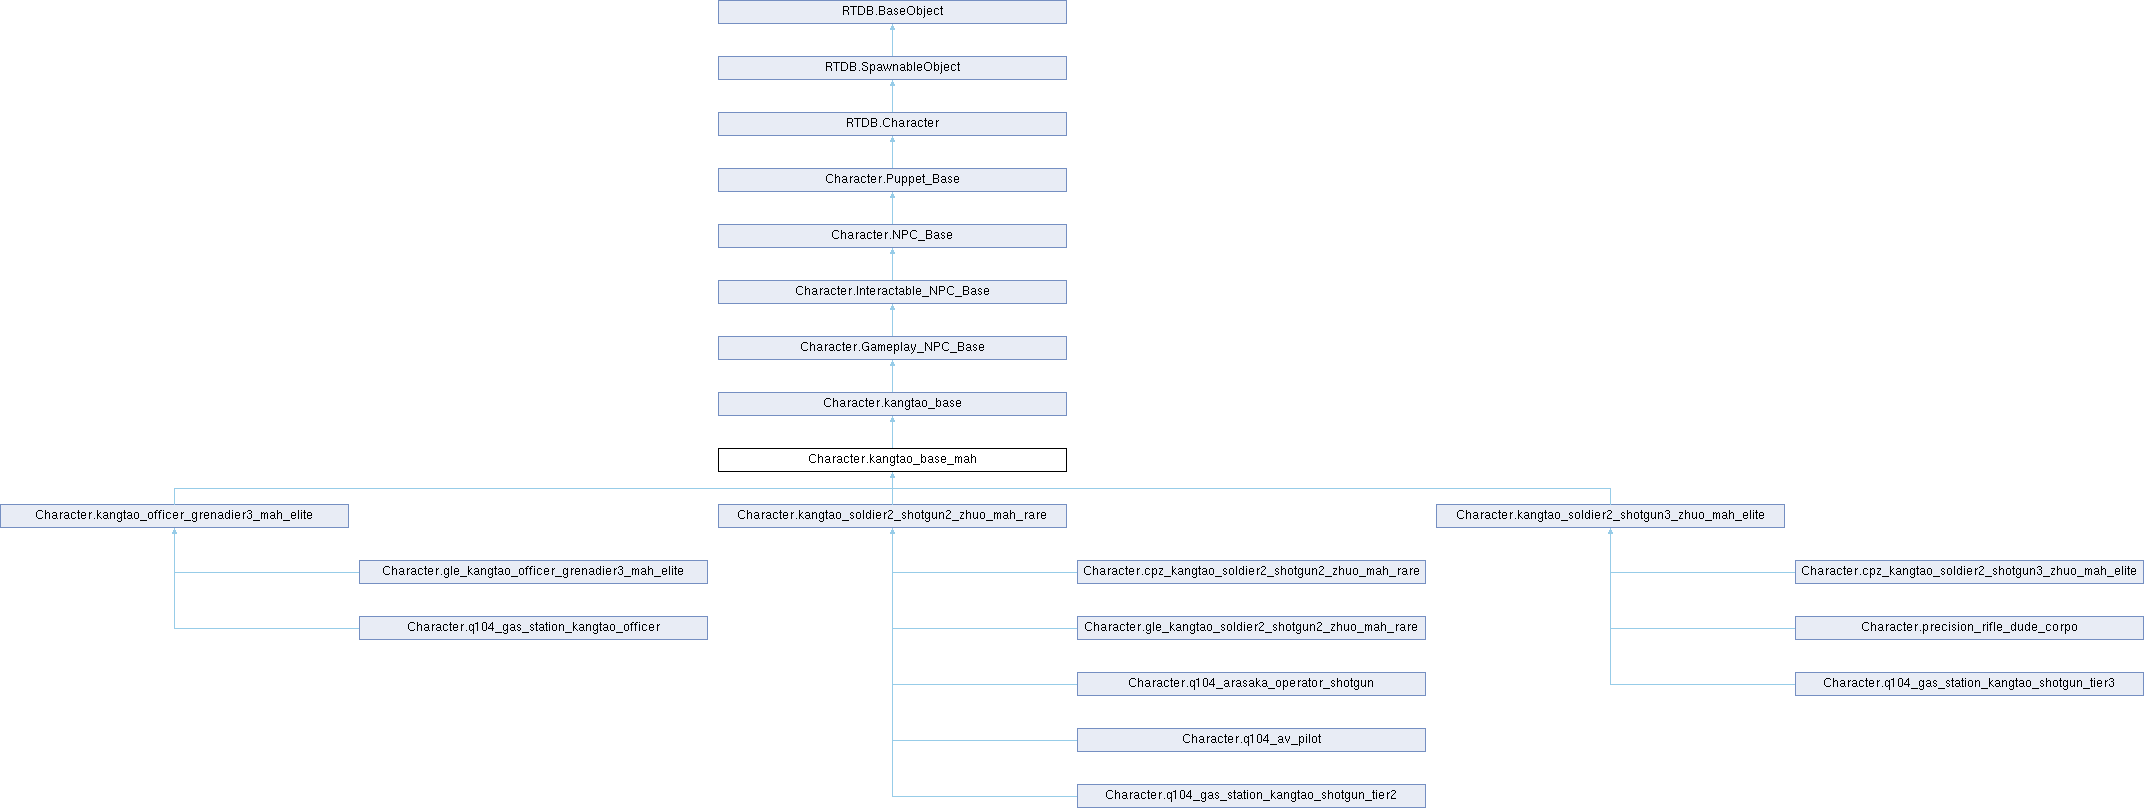 RTDB.BaseObject
RTDB.SpawnableObject
RTDB.Character
Character.Puppet_Base
Character.NPC_Base
Character.Interactable_NPC_Base
Character.Gameplay_NPC_Base
Character.kangtao_base
Character.kangtao_base_mah
Character.kangtao_officer_grenadier3_mah_elite
Character.kangtao_soldier2_shotgun2_zhuo_mah_rare
Character.kangtao_soldier2_shotgun3_zhuo_mah_elite
Character.gle_kangtao_officer_grenadier3_mah_elite
Character.cpz_kangtao_soldier2_shotgun2_zhuo_mah_rare
Character.cpz_kangtao_soldier2_shotgun3_zhuo_mah_elite
Character.q104_gas_station_kangtao_officer
Character.gle_kangtao_soldier2_shotgun2_zhuo_mah_rare
Character.precision_rifle_dude_corpo
Character.q104_arasaka_operator_shotgun
Character.q104_gas_station_kangtao_shotgun_tier3
Character.q104_av_pilot
Character.q104_gas_station_kangtao_shotgun_tier2